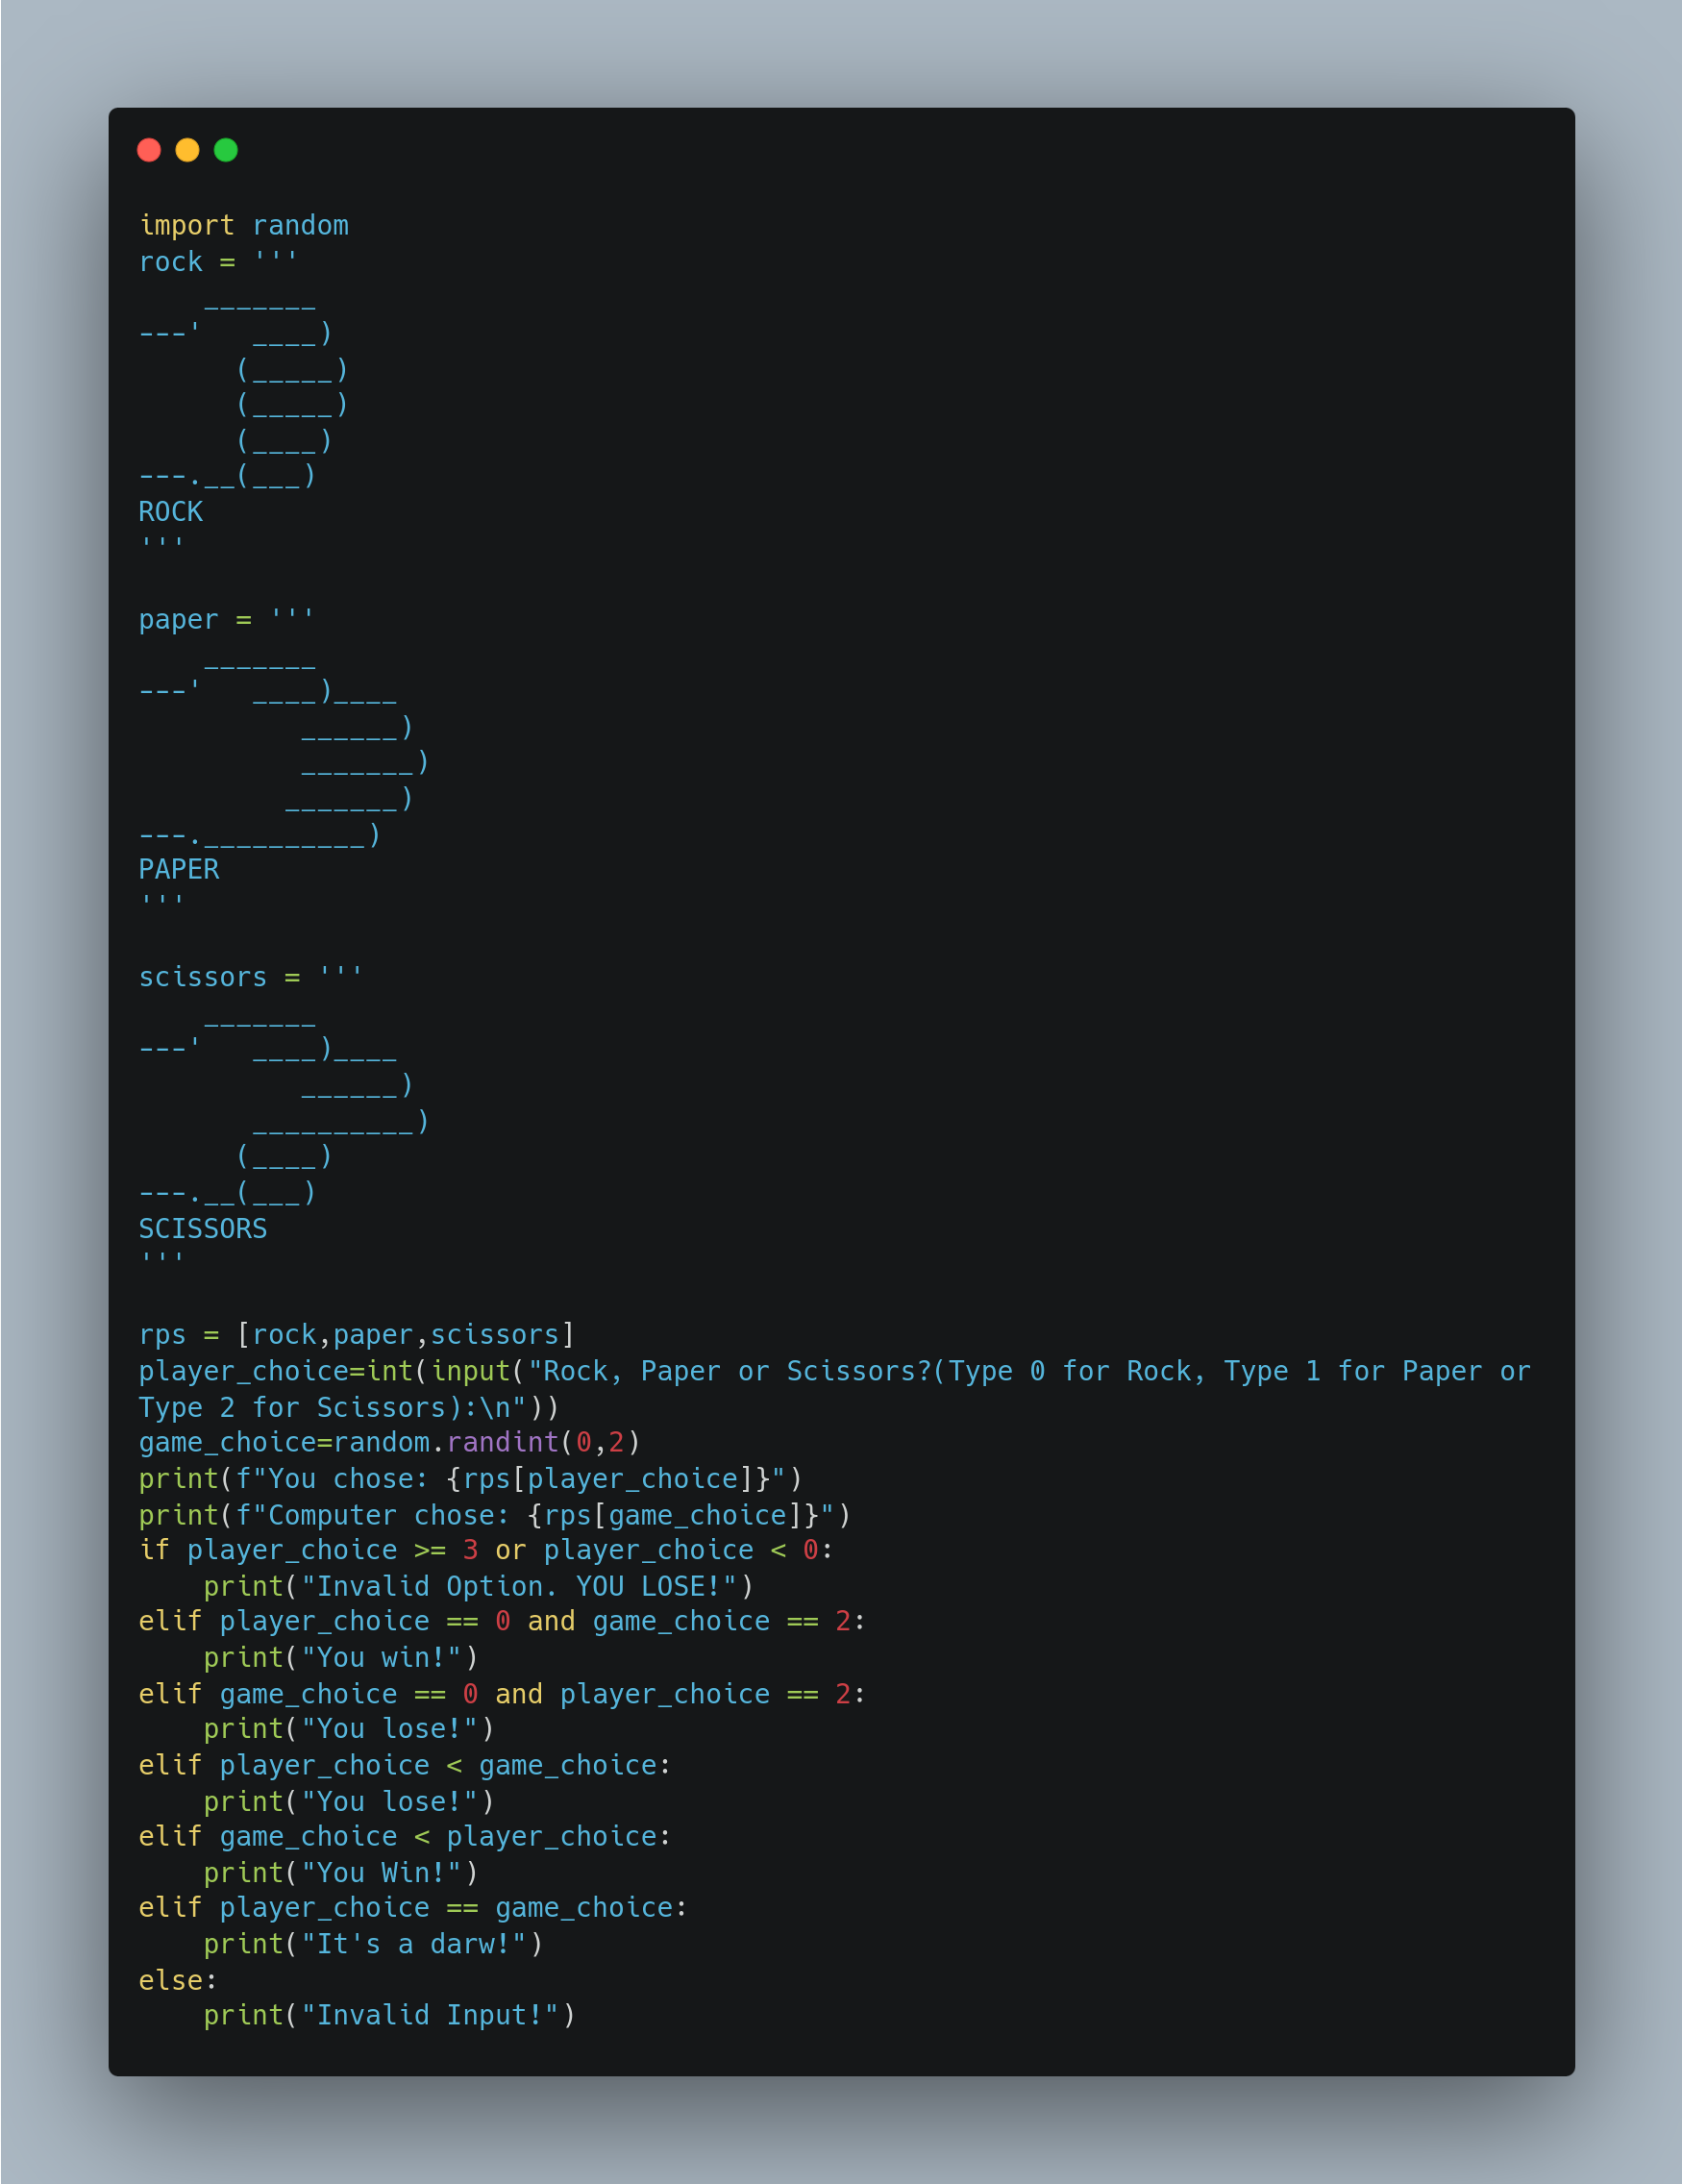 import random
rock = '''
    _______
---'   ____)
      (_____)
      (_____)
      (____)
---.__(___)
ROCK
'''

paper = '''
    _______
---'   ____)____
          ______)
          _______)
         _______)
---.__________)
PAPER
'''

scissors = '''
    _______
---'   ____)____
          ______)
       __________)
      (____)
---.__(___)
SCISSORS
'''

rps = [rock,paper,scissors]
player_choice=int(input("Rock, Paper or Scissors?(Type 0 for Rock, Type 1 for Paper or
Type 2 for Scissors):\n"))
game_choice=random.randint(0,2)
print(f"You chose: {rps[player_choice]}")
print(f"Computer chose: {rps[game_choice]}")
if player_choice >= 3 or player_choice < 0:
    print("Invalid Option. YOU LOSE!")
elif player_choice == 0 and game_choice == 2:
    print("You win!")
elif game_choice == 0 and player_choice == 2:
    print("You lose!")
elif player_choice < game_choice:
    print("You lose!")
elif game_choice < player_choice:
    print("You Win!")
elif player_choice == game_choice:
    print("It's a darw!")
else:
    print("Invalid Input!")